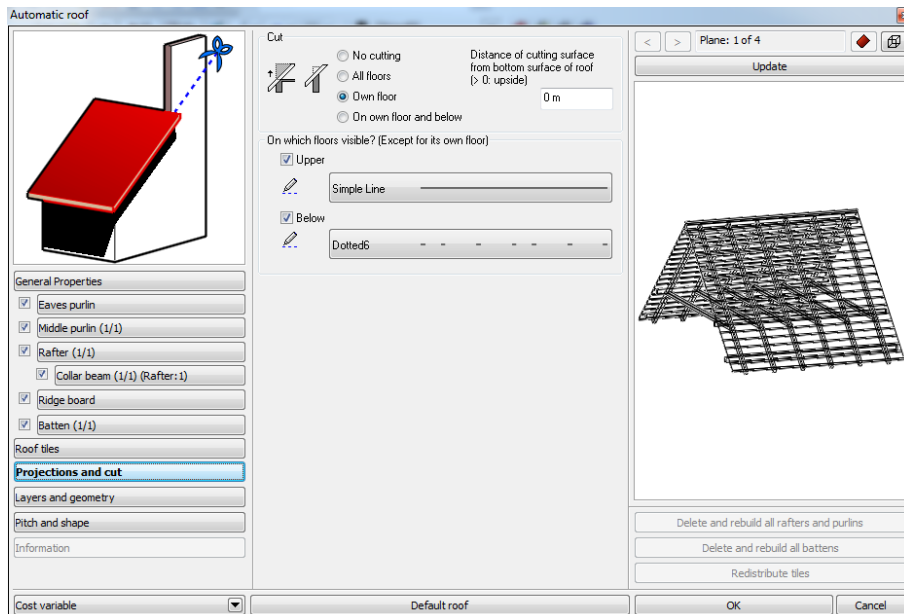 Automatic roof
General Properties
Eaves purlin
Middle purlin (1/1)
Rafter (1/1)
Collar beam (1/1) (Rafter:1)
Ridge board
Batten (1/1)
Roof tiles
Projections and cut
Layers and geometry
Pitch and shape
Information
Cost variable
Cut
No cutting
All floors
Own floor
On own floor and below
Distance of cutting surface
from bottom surface of roof
(> 0: upside)
0 m
On which floors visible? (Except for its own floor)
Upper
Simple Line
Below
Dotted6
Default roof
< > Plane: 1 of 4
Update
Delete and rebuild all rafters and purlins
Delete and rebuild all battens
Redistribute tiles
OK Cancel